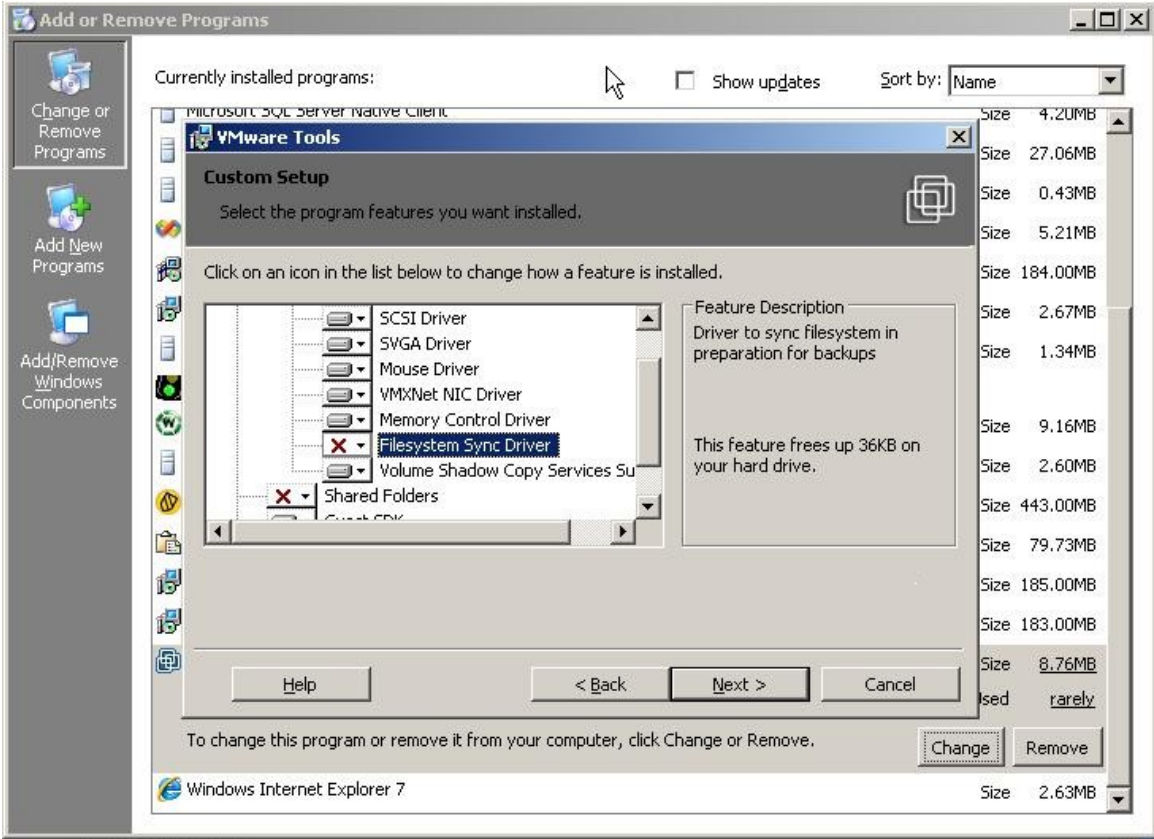 Add or Remove Programs
Change or
Remove
Programs
Add New
Programs
Add/Remove
Windows
Components
Currently installed programs:
Show updates
Sort by: Name
Microsoft SQL Server Native Client
Size 4.20MB
Size 27.06MB
Size 0.43MB
Size 5.21MB
Size 184.00MB
Size 2.67MB
Size 1.34MB
Size 9.16MB
Size 2.60MB
Size 443.00MB
Size 79.73MB
Size 185.00MB
Size 183.00MB
Size 8.76MB
Used rarely
VMware Tools
Custom Setup
Select the program features you want installed.
Click on an icon in the list below to change how a feature is installed.
SCSI Driver
SVGA Driver
Mouse Driver
VMXNet NIC Driver
Memory Control Driver
Filesystem Sync Driver
Volume Shadow Copy Services Su
Shared Folders
Guest SDK
Feature Description
Driver to sync filesystem in
preparation for backups
This feature frees up 36KB on
your hard drive.
Help
< Back
Next >
Cancel
To change this program or remove it from your computer, click Change or Remove.
Change
Remove
Windows Internet Explorer 7
Size 2.63MB